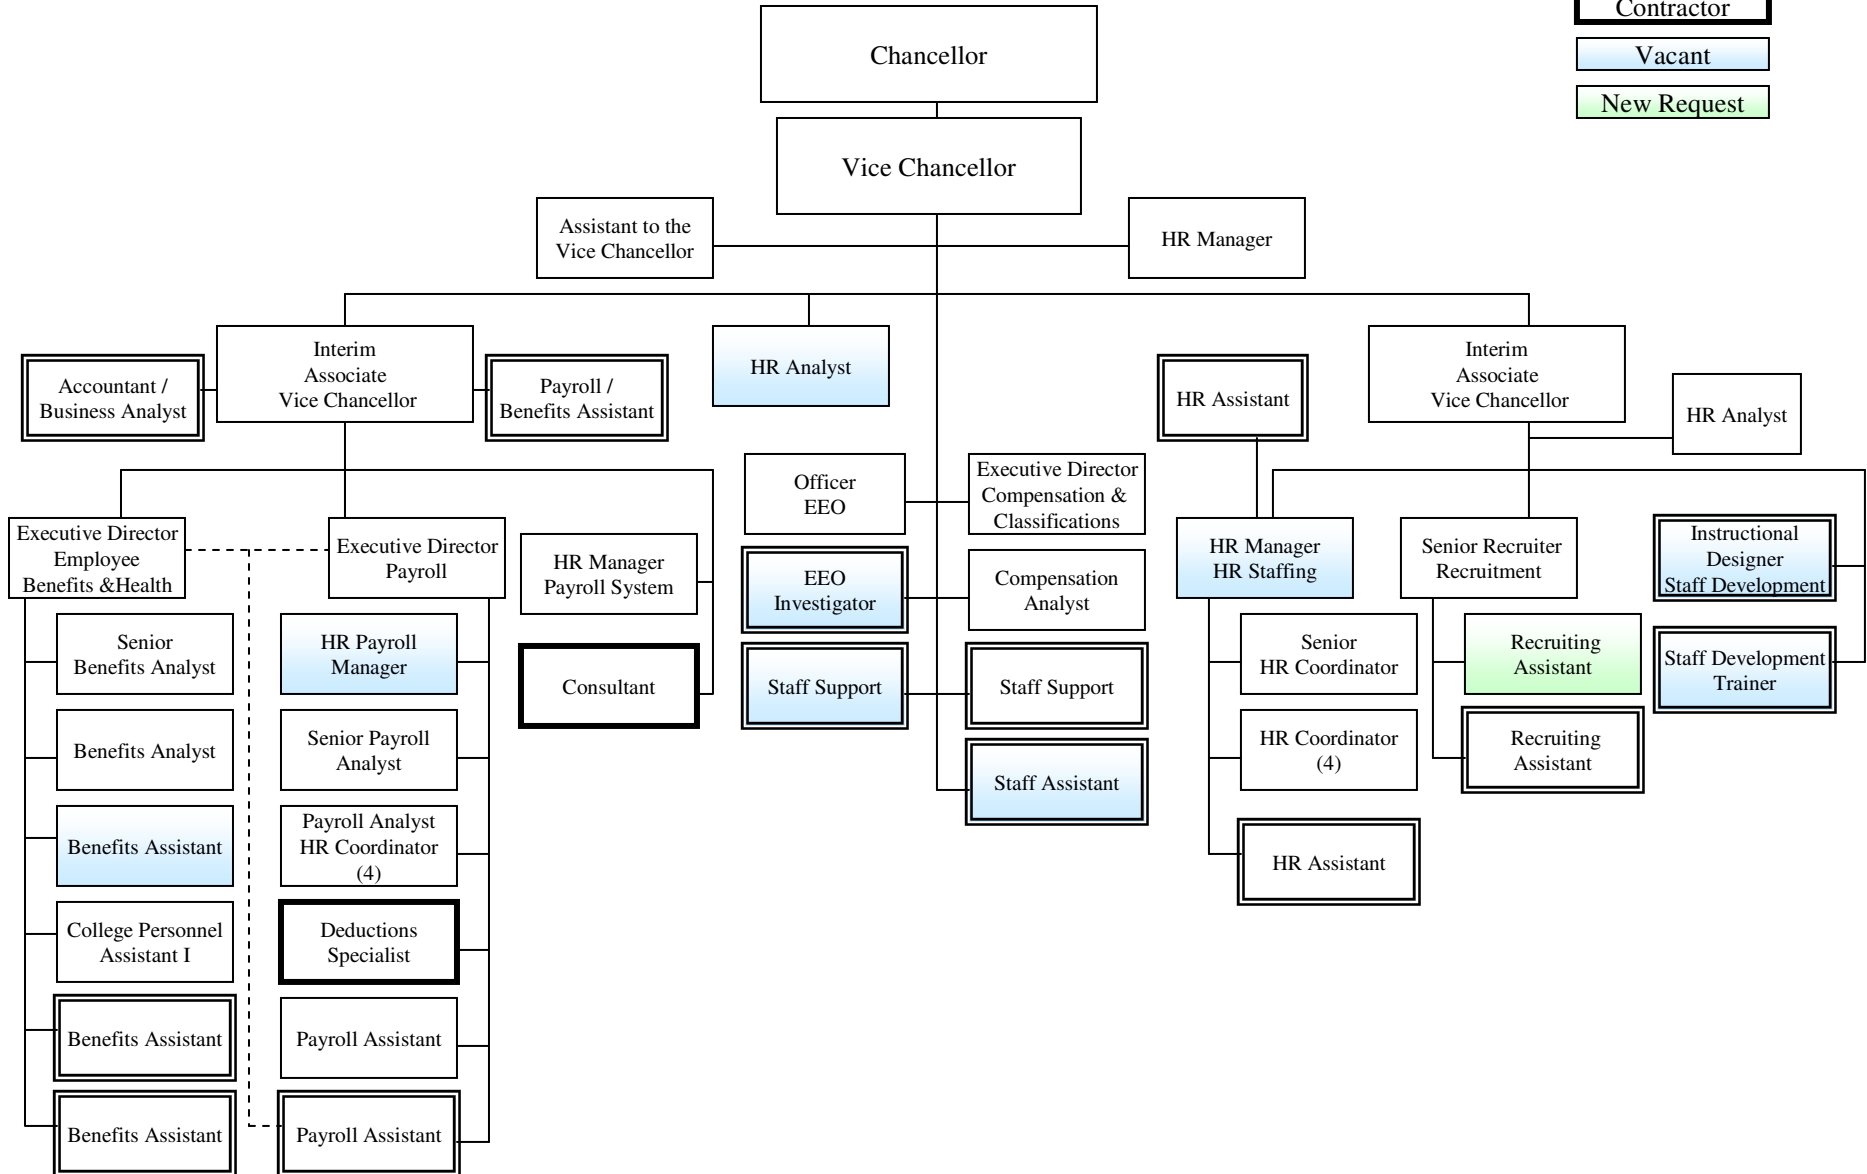 Contractor
Vacant
New Request
Chancellor
Vice Chancellor
Assistant to the
Vice Chancellor
HR Manager
Accountant /
Business Analyst
Interim
Associate
Vice Chancellor
Payroll /
Benefits Assistant
HR Analyst
HR Assistant
Interim
Associate
Vice Chancellor
HR Analyst
Executive Director
Employee
Benefits &Health
Executive Director
Payroll
HR Manager
Payroll System
Consultant
Senior
Benefits Analyst
Benefits Analyst
Benefits Assistant
College Personnel
Assistant I
Benefits Assistant
Benefits Assistant
HR Payroll
Manager
Senior Payroll
Analyst
Payroll Analyst
HR Coordinator
(4)
Deductions
Specialist
Payroll Assistant
Payroll Assistant
Officer
EEO
EEO
Investigator
Staff Support
Executive Director
Compensation &
Classifications
Compensation
Analyst
Staff Support
Staff Assistant
HR Manager
HR Staffing
Senior
HR Coordinator
HR Coordinator
(4)
HR Assistant
Senior Recruiter
Recruitment
Recruiting
Assistant
Recruiting
Assistant
Instructional
Designer
Staff Development
Staff Development
Trainer